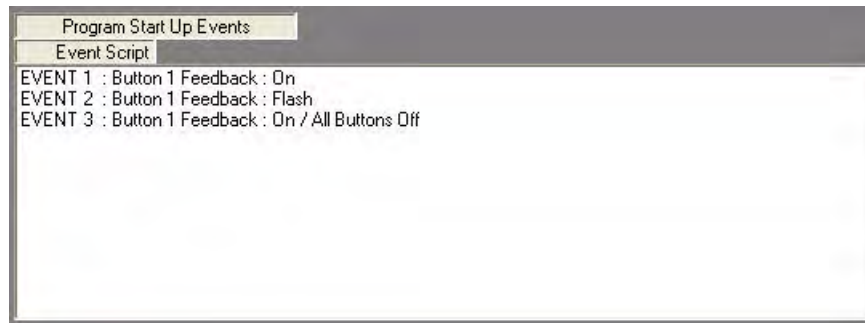 Program Start Up Events
Event Script
EVENT 1 : Button 1 Feedback : On
EVENT 2 : Button 1 Feedback : Flash
EVENT 3 : Button 1 Feedback : On / All Buttons Off